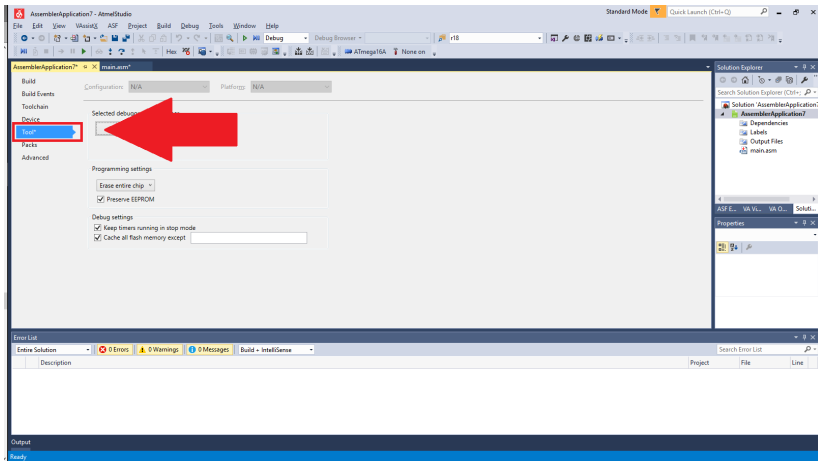 AssemblerApplication7 - AtmelStudio
Standard Mode
Quick Launch (Ctrl+Q)
File Edit View VAssistX ASF Project Build Debug Tools Window Help
Debug Debug Browser r18
Hex ATmega16A None on
AssemblerApplication7* main.asm*
Build
Build Events
Toolchain
Device
Tool*
Packs
Advanced
Configuration: N/A Platform: N/A
Selected debugg
Programming settings
Erase entire chip
Preserve EEPROM
Debug settings
Keep timers running in stop mode
Cache all flash memory except
Solution Explorer
Search Solution Explorer (Ctrl+;
Solution 'AssemblerApplication7
AssemblerApplication7
Dependencies
Labels
Output Files
main.asm
ASF E... VA Vi... VA O... Soluti...
Properties
Error List
Entire Solution 0 Errors 0 Warnings 0 Messages Build + IntelliSense
Search Error List
Description Project File Line
Output
Ready